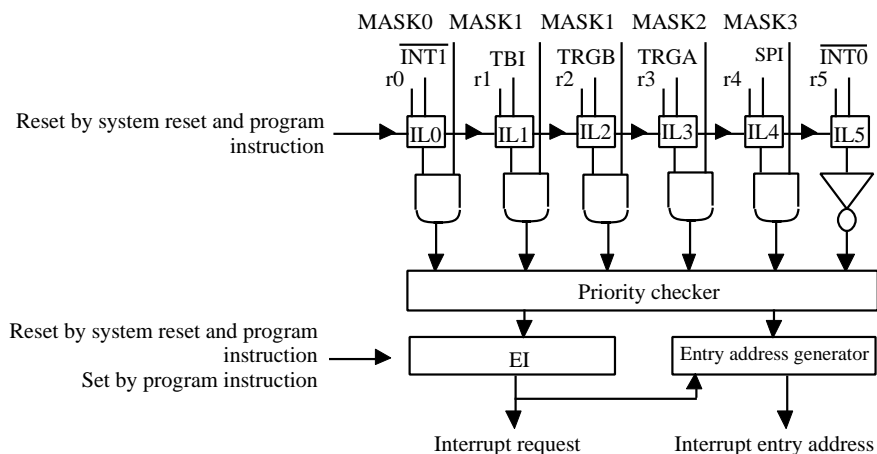 MASK0 MASK1 MASK1 MASK2 MASK3
INT1 TBI TRGB TRGA SPI INT0
r0 r1 r2 r3 r4 r5
Reset by system reset and program
instruction
IL0 IL1 IL2 IL3 IL4 IL5
Priority checker
Reset by system reset and program
instruction
Set by program instruction
EI
Entry address generator
Interrupt request
Interrupt entry address